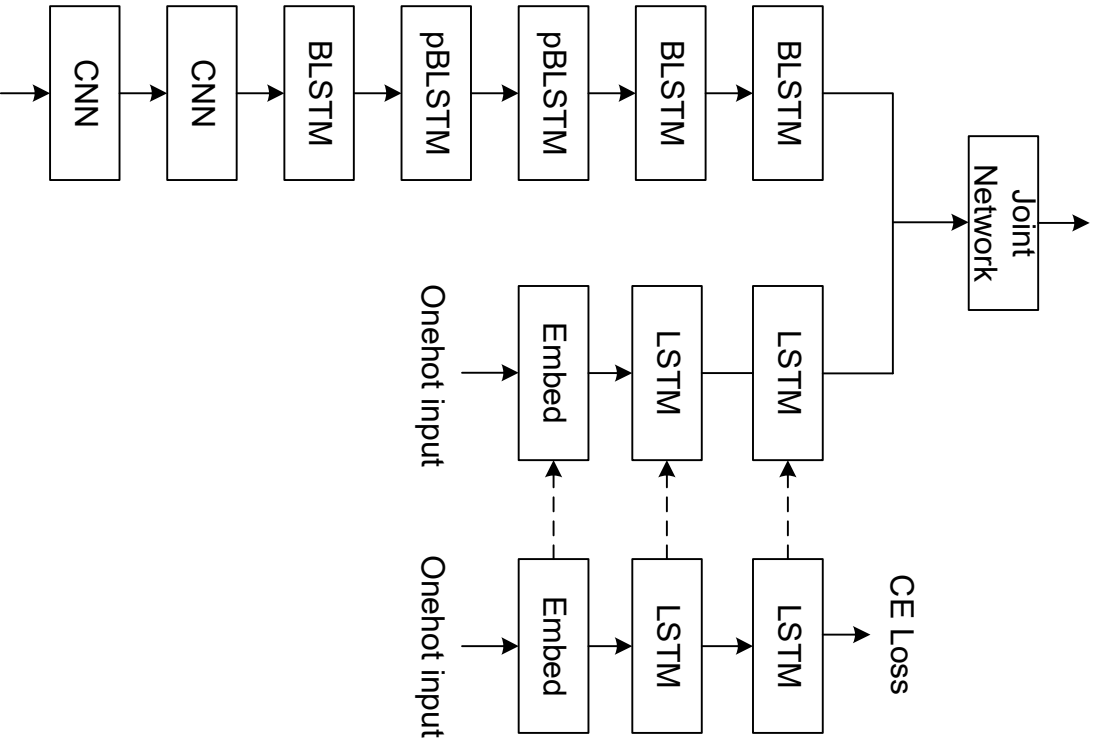 CNN
CNN
BLSTM
pBLSTM
pBLSTM
BLSTM
BLSTM
Joint
Network
Onehot input
Embed
LSTM
LSTM
Onehot input
Embed
LSTM
LSTM
CE Loss